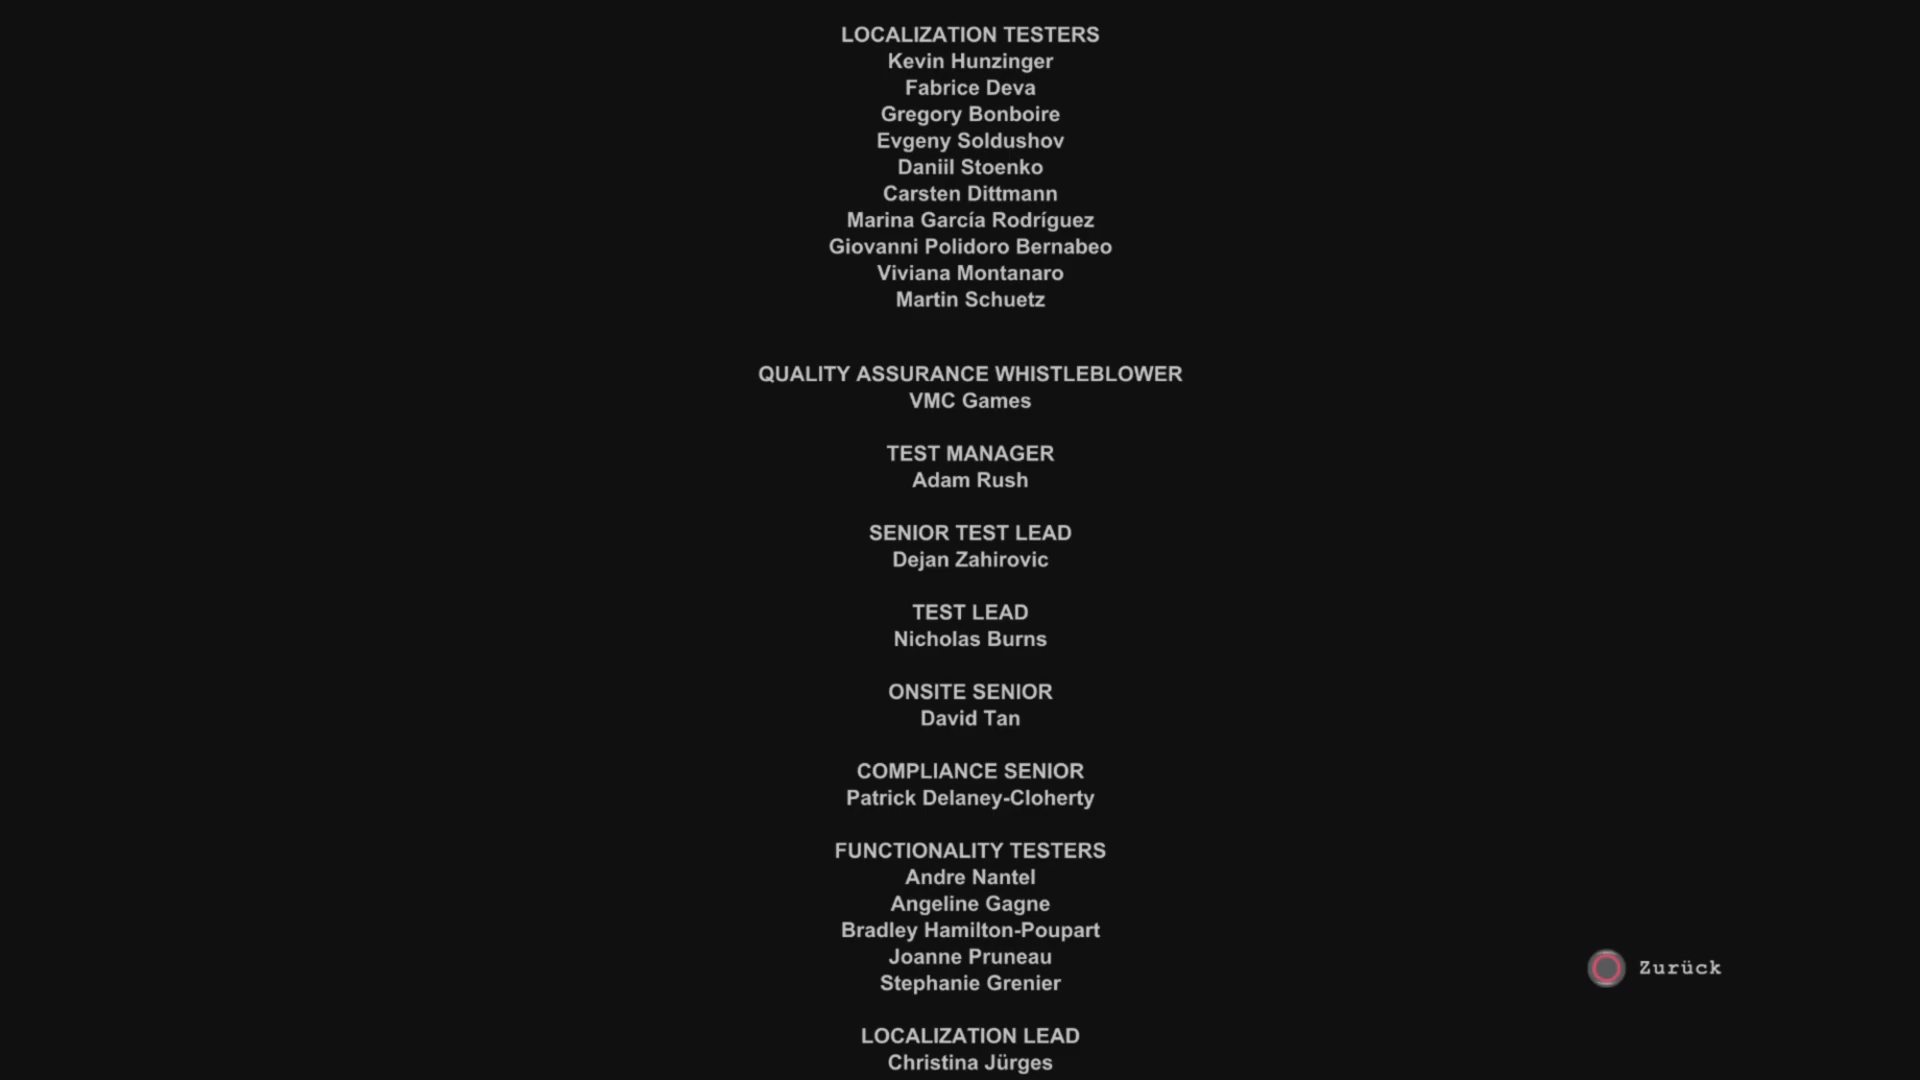 LOCALIZATION TESTERS
Kevin Hunzinger
Fabrice Deva
Gregory Bonboire
Evgeny Soldushov
Daniil Stoenko
Carsten Dittmann
Marina García Rodríguez
Giovanni Polidoro Bernabeo
Viviana Montanaro
Martin Schuetz
QUALITY ASSURANCE WHISTLEBLOWER
VMC Games
TEST MANAGER
Adam Rush
SENIOR TEST LEAD
Dejan Zahirovic
TEST LEAD
Nicholas Burns
ONSITE SENIOR
David Tan
COMPLIANCE SENIOR
Patrick Delaney-Cloherty
FUNCTIONALITY TESTERS
Andre Nantel
Angeline Gagne
Bradley Hamilton-Poupart
Joanne Pruneau
Stephanie Grenier
Zurück
LOCALIZATION LEAD
Christina Jürges